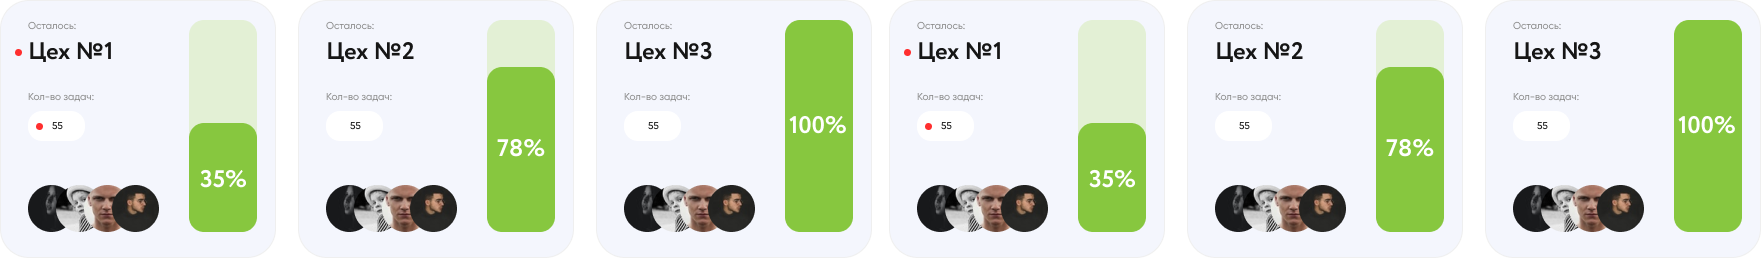 Осталось:
Цех №1
Кол-во задач:
55
35%
Осталось:
Цех №2
Кол-во задач:
55
78%
Осталось:
Цех №3
Кол-во задач:
55
100%
Осталось:
Цех №1
Кол-во задач:
55
35%
Осталось:
Цех №2
Кол-во задач:
55
78%
Осталось:
Цех №3
Кол-во задач:
55
100%